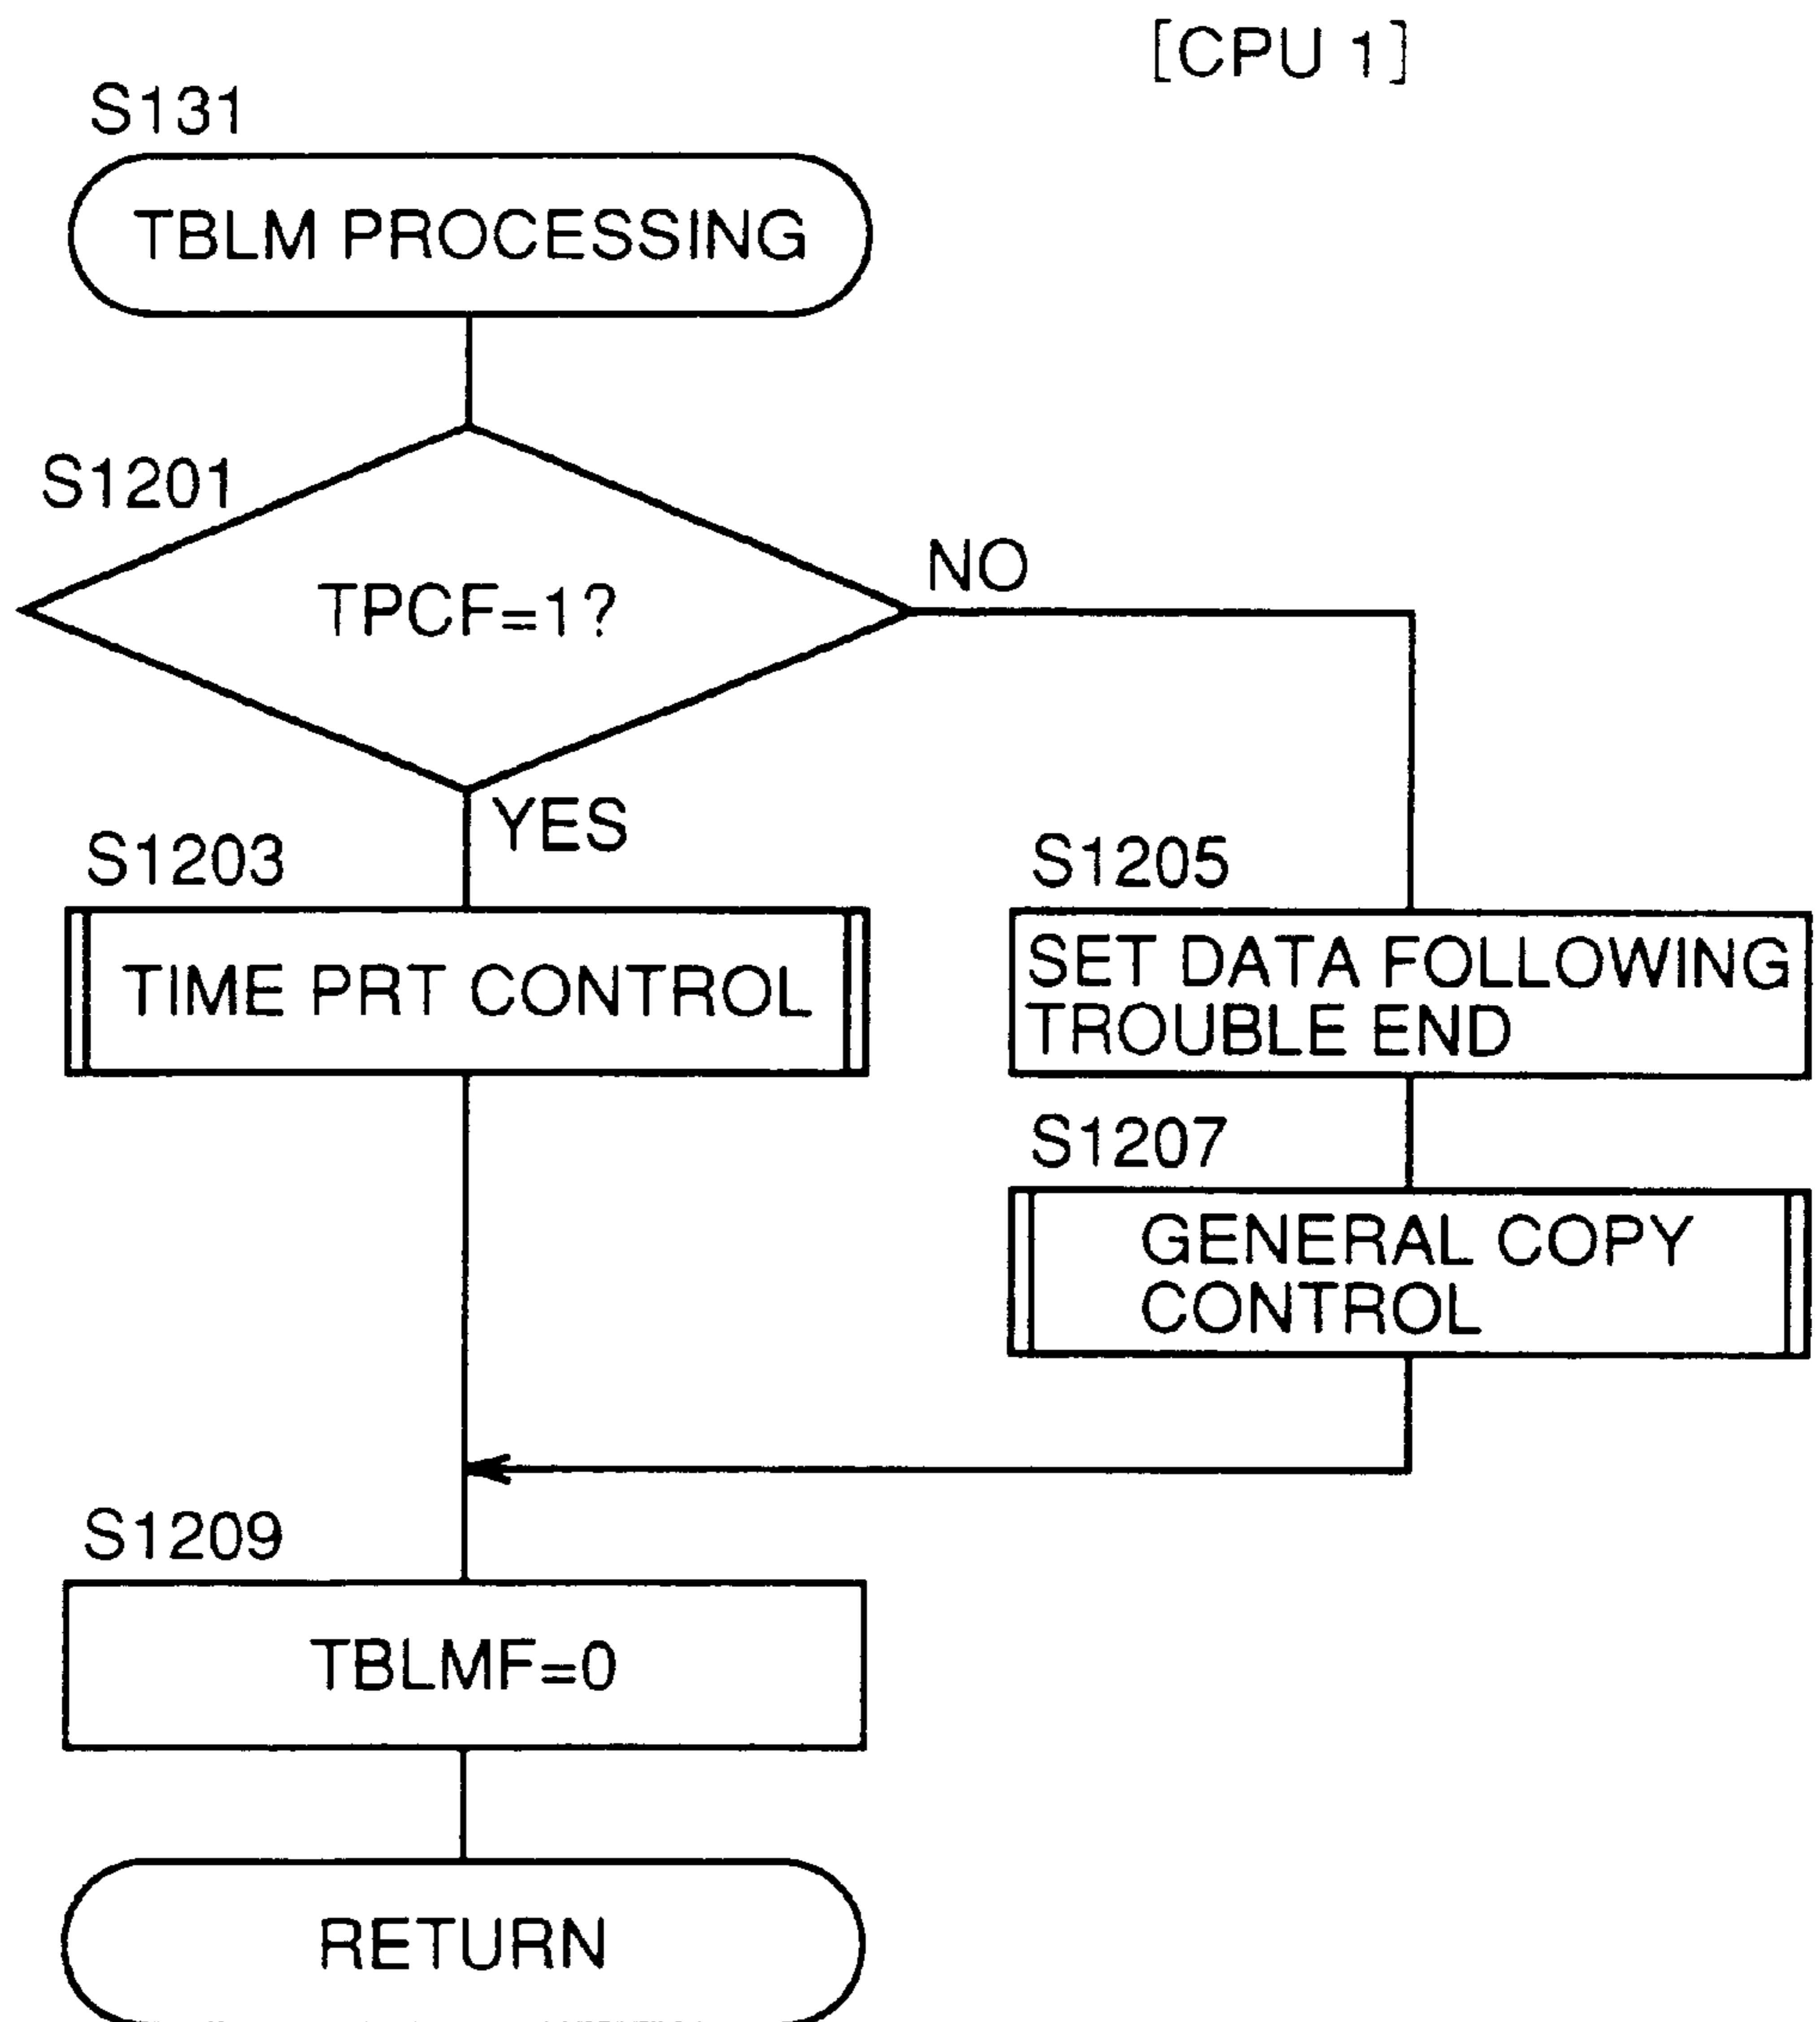 [CPU 1]
S131
TBLM PROCESSING
S1201
TPCF=1?
NO
YES
S1203
TIME PRT CONTROL
S1205
SET DATA FOLLOWING
TROUBLE END
S1207
GENERAL COPY
CONTROL
S1209
TBLMF=0
RETURN